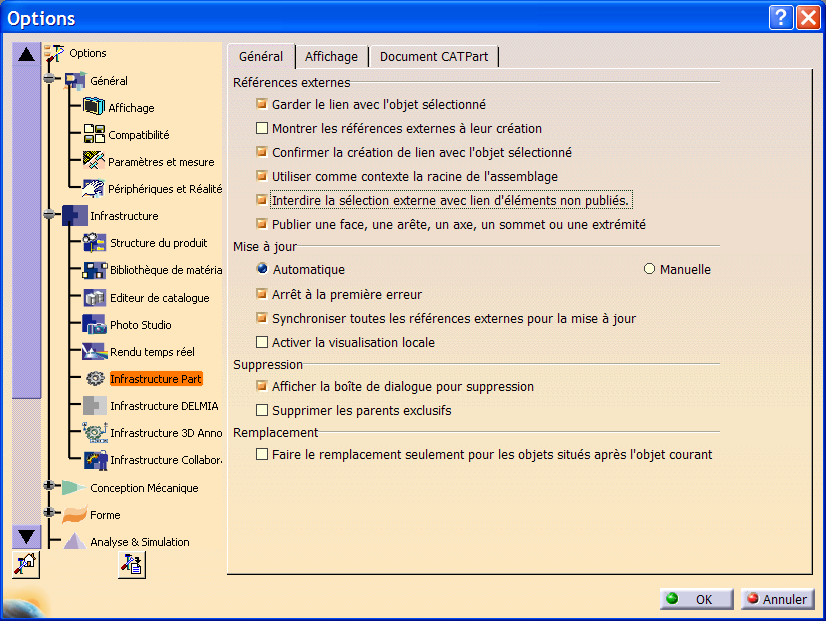 Options
Options
Général
Affichage
Compatibilité
Paramètres et mesure
Périphériques et Réalité
Infrastructure
Structure du produit
Bibliothèque de matéria
Editeur de catalogue
Photo Studio
Rendu temps réel
Infrastructure Part
Infrastructure DELMIA
Infrastructure 3D Anno
Infrastructure Collabor
Conception Mécanique
Forme
Analyse & Simulation
Général Affichage Document CATPart
Références externes
Garder le lien avec l'objet sélectionné
Montrer les références externes à leur création
Confirmer la création de lien avec l'objet sélectionné
Utiliser comme contexte la racine de l'assemblage
Interdire la sélection externe avec lien d'éléments non publiés.
Publier une face, une arête, un axe, un sommet ou une extrémité
Mise à jour
Automatique Manuelle
Arrêt à la première erreur
Synchroniser toutes les références externes pour la mise à jour
Activer la visualisation locale
Suppression
Afficher la boîte de dialogue pour suppression
Supprimer les parents exclusifs
Remplacement
Faire le remplacement seulement pour les objets situés après l'objet courant
OK Annuler